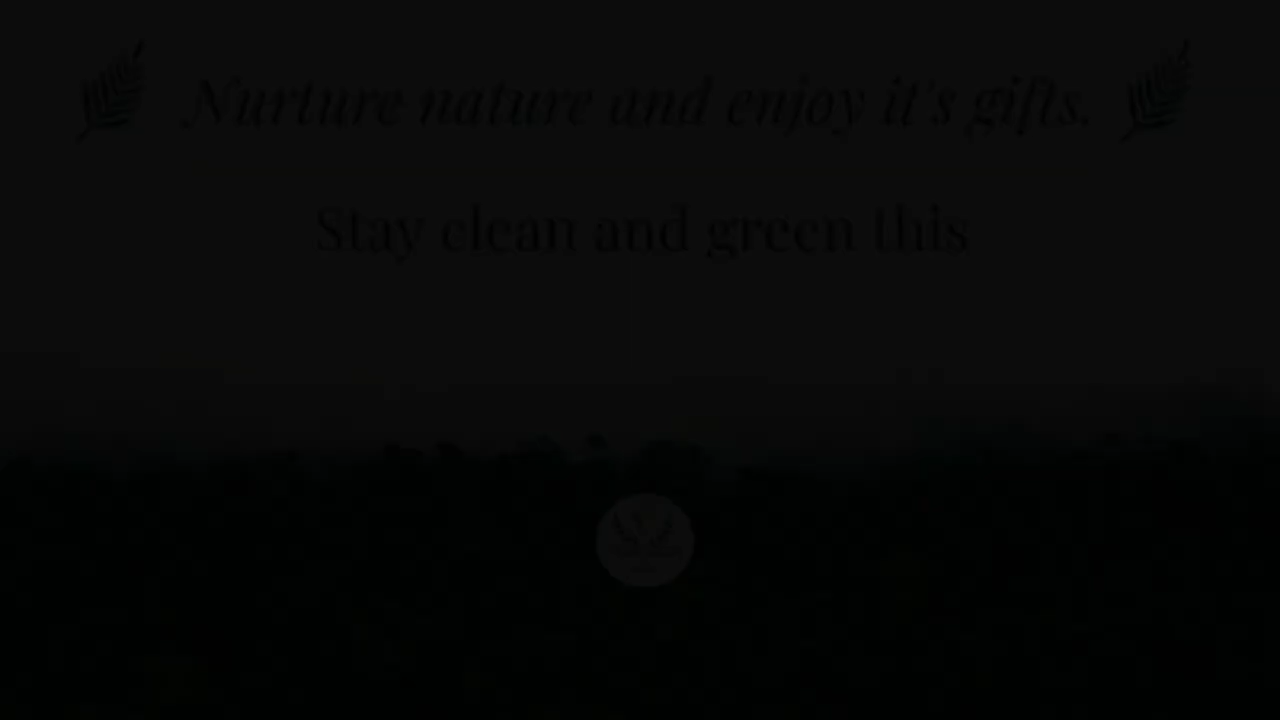 Nurture nature and enjoy it's gifts.
Stay clean and green this